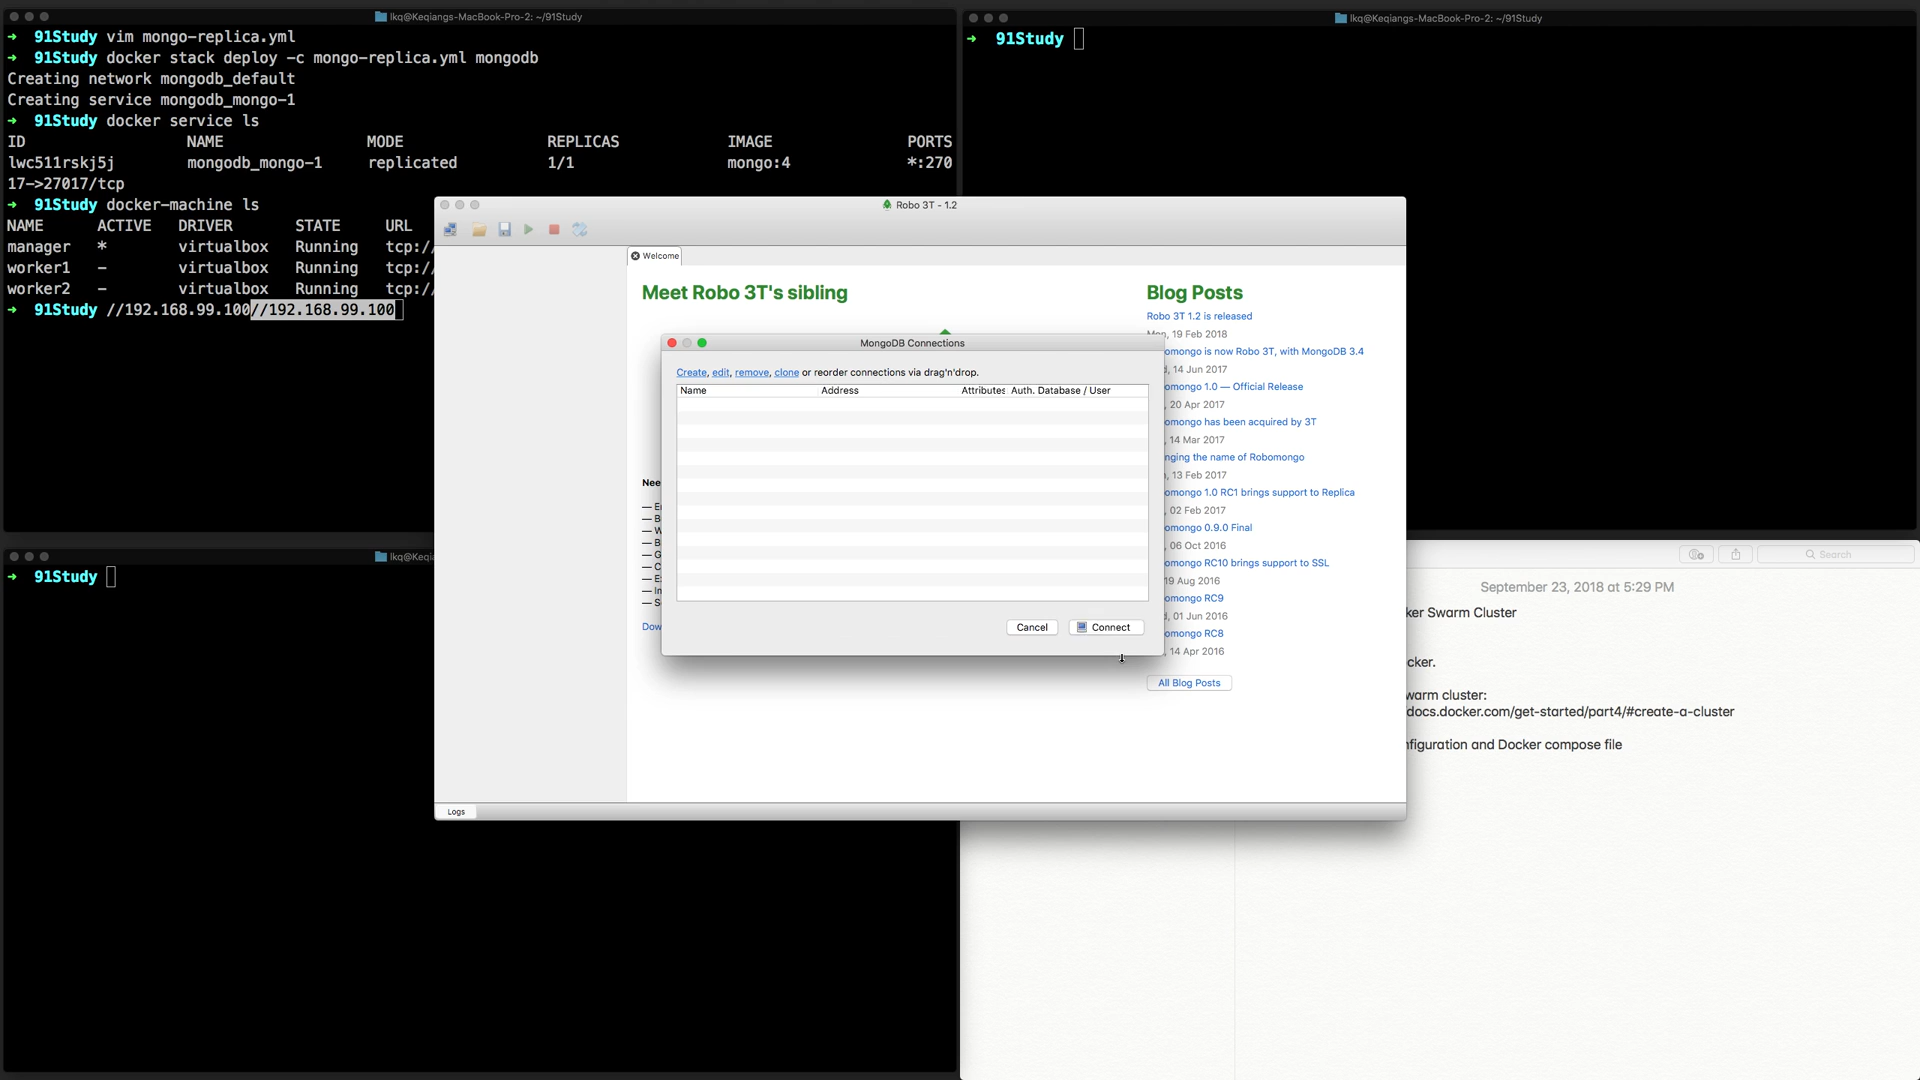 lkq@Keqiangs-MacBook-Pro-2: ~/91Study
➜ 91Study vim mongo-replica.yml
➜ 91Study docker stack deploy -c mongo-replica.yml mongodb
Creating network mongodb_default
Creating service mongodb_mongo-1
➜ 91Study docker service ls
ID NAME MODE REPLICAS IMAGE PORTS
lwc511rskj5j mongodb_mongo-1 replicated 1/1 mongo:4 *:270
17->27017/tcp
➜ 91Study docker-machine ls
NAME ACTIVE DRIVER STATE URL
manager * virtualbox Running tcp://
worker1 - virtualbox Running tcp://
worker2 - virtualbox Running tcp://
➜ 91Study //192.168.99.100//192.168.99.100
lkq@Keqiangs-MacBook-Pro-2: ~/91Study
➜ 91Study
Robo 3T - 1.2
Welcome
Meet Robo 3T's sibling
Blog Posts
Robo 3T 1.2 is released
19 Feb 2018
omongo is now Robo 3T, with MongoDB 3.4
14 Jun 2017
omongo 1.0 — Official Release
, 20 Apr 2017
omongo has been acquired by 3T
, 14 Mar 2017
nging the name of Robomongo
, 13 Feb 2017
omongo 1.0 RC1 brings support to Replica
, 02 Feb 2017
omongo 0.9.0 Final
, 06 Oct 2016
omongo RC10 brings support to SSL
19 Aug 2016
omongo RC9
, 01 Jun 2016
omongo RC8
, 14 Apr 2016
All Blog Posts
Nee
— E
— B
— W
— B
— G
— C
— E
— In
— S
Dow
MongoDB Connections
Create, edit, remove, clone or reorder connections via drag'n'drop.
Name Address Attributes Auth. Database / User
Cancel Connect
Logs
lkq@Keqia
➜ 91Study
Search
September 23, 2018 at 5:29 PM
ker Swarm Cluster
cker.
warm cluster:
docs.docker.com/get-started/part4/#create-a-cluster
nfiguration and Docker compose file